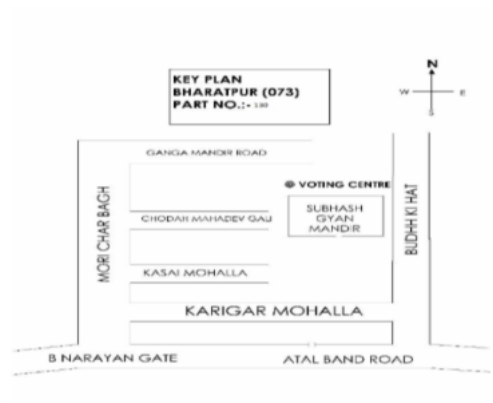 KEY PLAN
BHARATPUR (073)
PART NO.:-
N
W E
S
GANGA MANDIR ROAD
VOTING CENTRE
SUBHASH
GYAN
MANDIR
MORI CHAR BAGH
BUDHH KI HAT
CHODAH MAHADEV GALI
KASAI MOHALLA
KARIGAR MOHALLA
B NARAYAN GATE
ATAL BAND ROAD